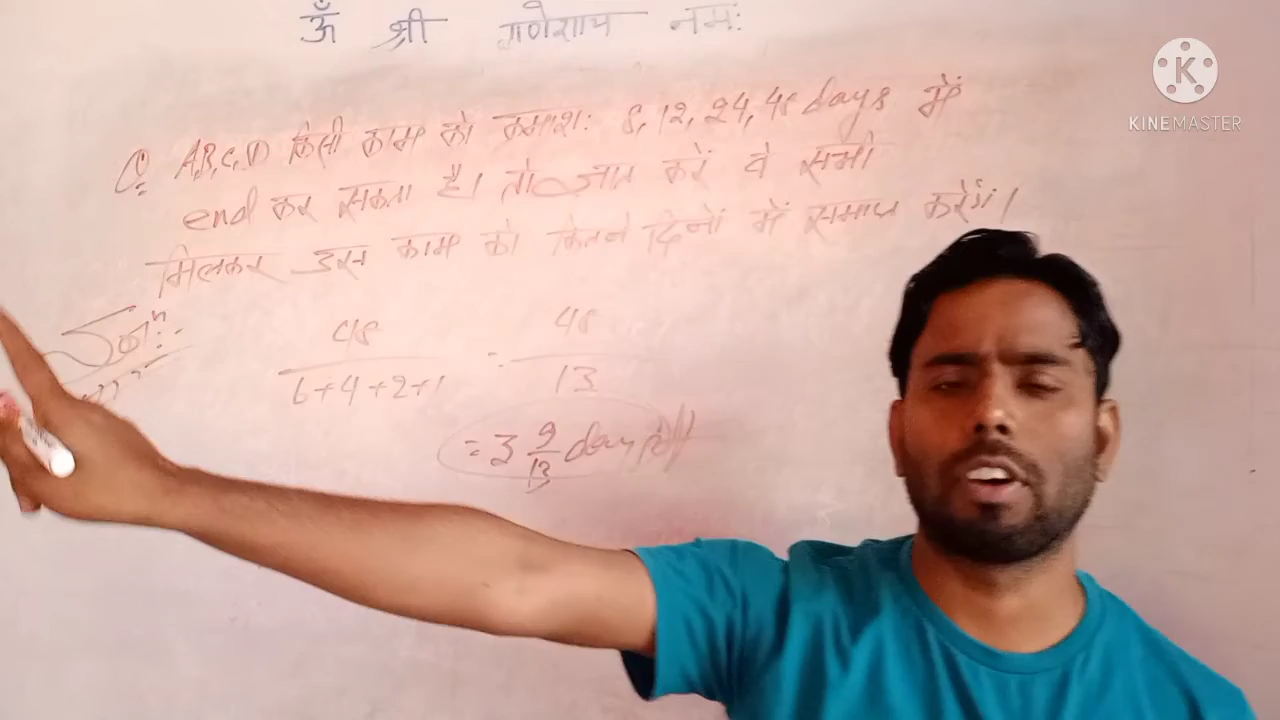 ॐ श्री गणेशाय नमः
Q: A,B,C,D किसी काम को क्रमशः 8, 12, 24, 48 days में
end कर सकता है। तो ज्ञात करें वे सभी
मिलकर उस काम को कितने दिनों में समाप्त करेंगे।
48 / 6+4+2+1 = 48 / 13
= 3 9/13 days
K
KINEMASTER